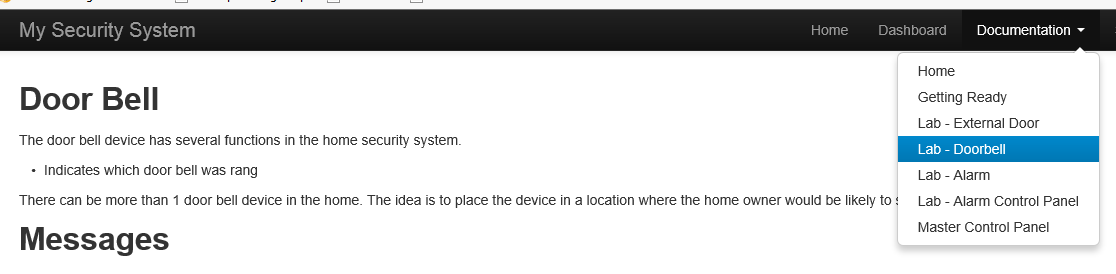 My Security System
Home
Dashboard
Documentation
Home
Getting Ready
Lab - External Door
Lab - Doorbell
Lab - Alarm
Lab - Alarm Control Panel
Master Control Panel
Door Bell
The door bell device has several functions in the home security system.
• Indicates which door bell was rang
There can be more than 1 door bell device in the home. The idea is to place the device in a location where the home owner would be likely to
Messages